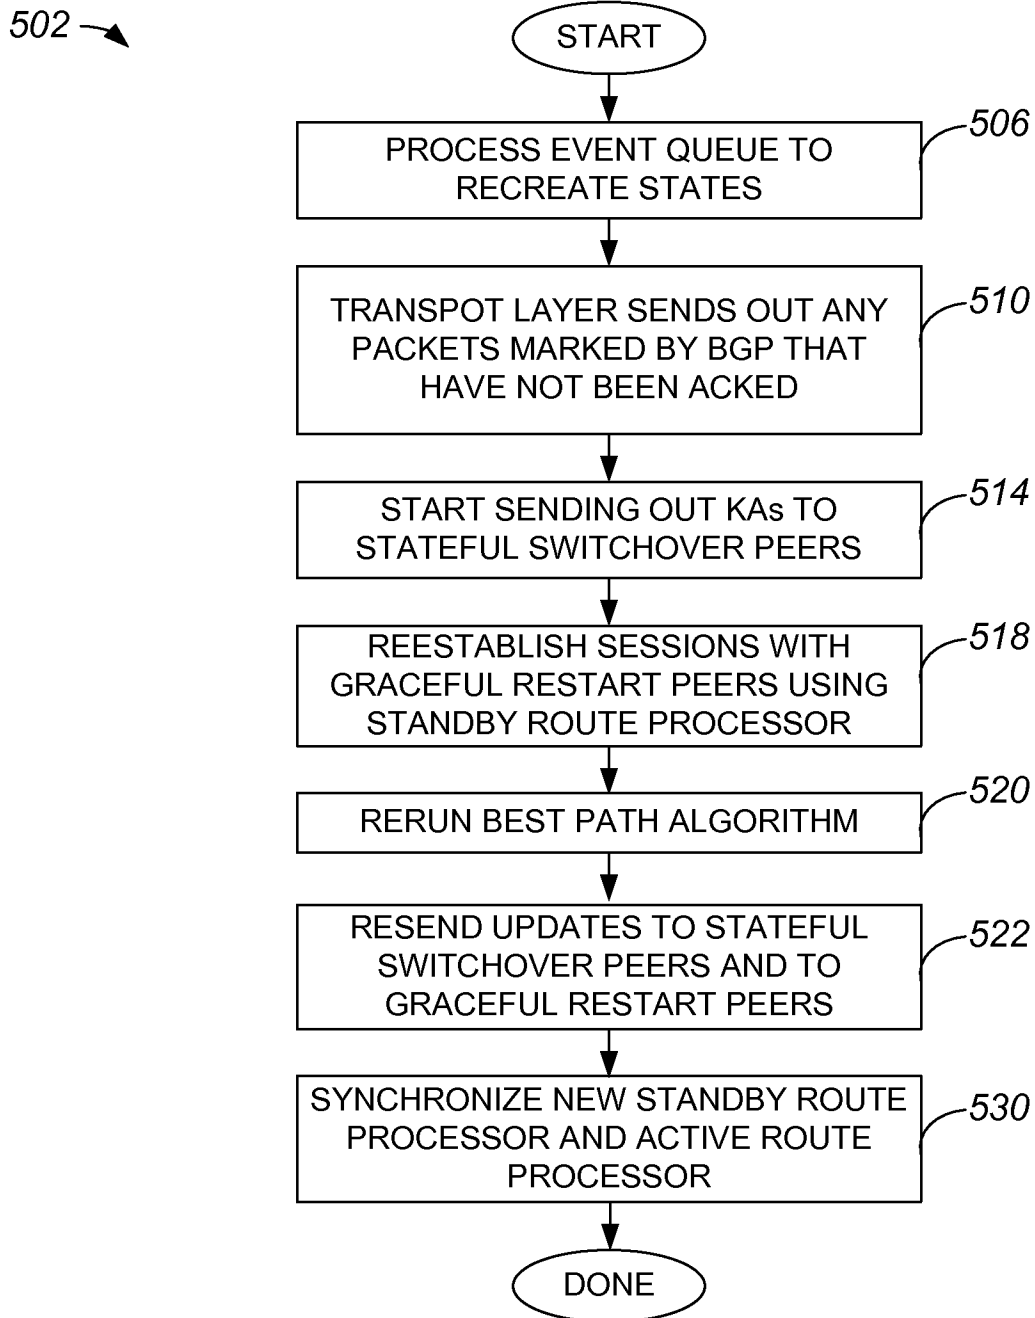 502
START
506
PROCESS EVENT QUEUE TO
RECREATE STATES
510
TRANSPOT LAYER SENDS OUT ANY
PACKETS MARKED BY BGP THAT
HAVE NOT BEEN ACKED
514
START SENDING OUT KAs TO
STATEFUL SWITCHOVER PEERS
518
REESTABLISH SESSIONS WITH
GRACEFUL RESTART PEERS USING
STANDBY ROUTE PROCESSOR
520
RERUN BEST PATH ALGORITHM
522
RESEND UPDATES TO STATEFUL
SWITCHOVER PEERS AND TO
GRACEFUL RESTART PEERS
530
SYNCHRONIZE NEW STANDBY ROUTE
PROCESSOR AND ACTIVE ROUTE
PROCESSOR
DONE